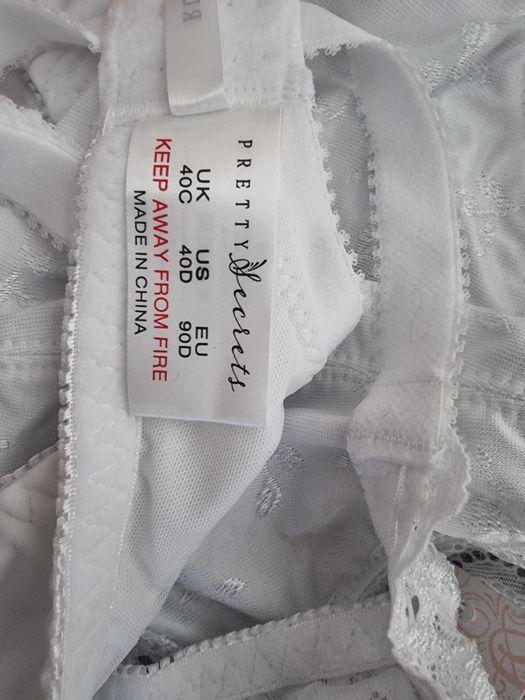 PRETTY
Secrets
UK US EU
40C 40D 90D
KEEP AWAY FROM FIRE
MADE IN CHINA